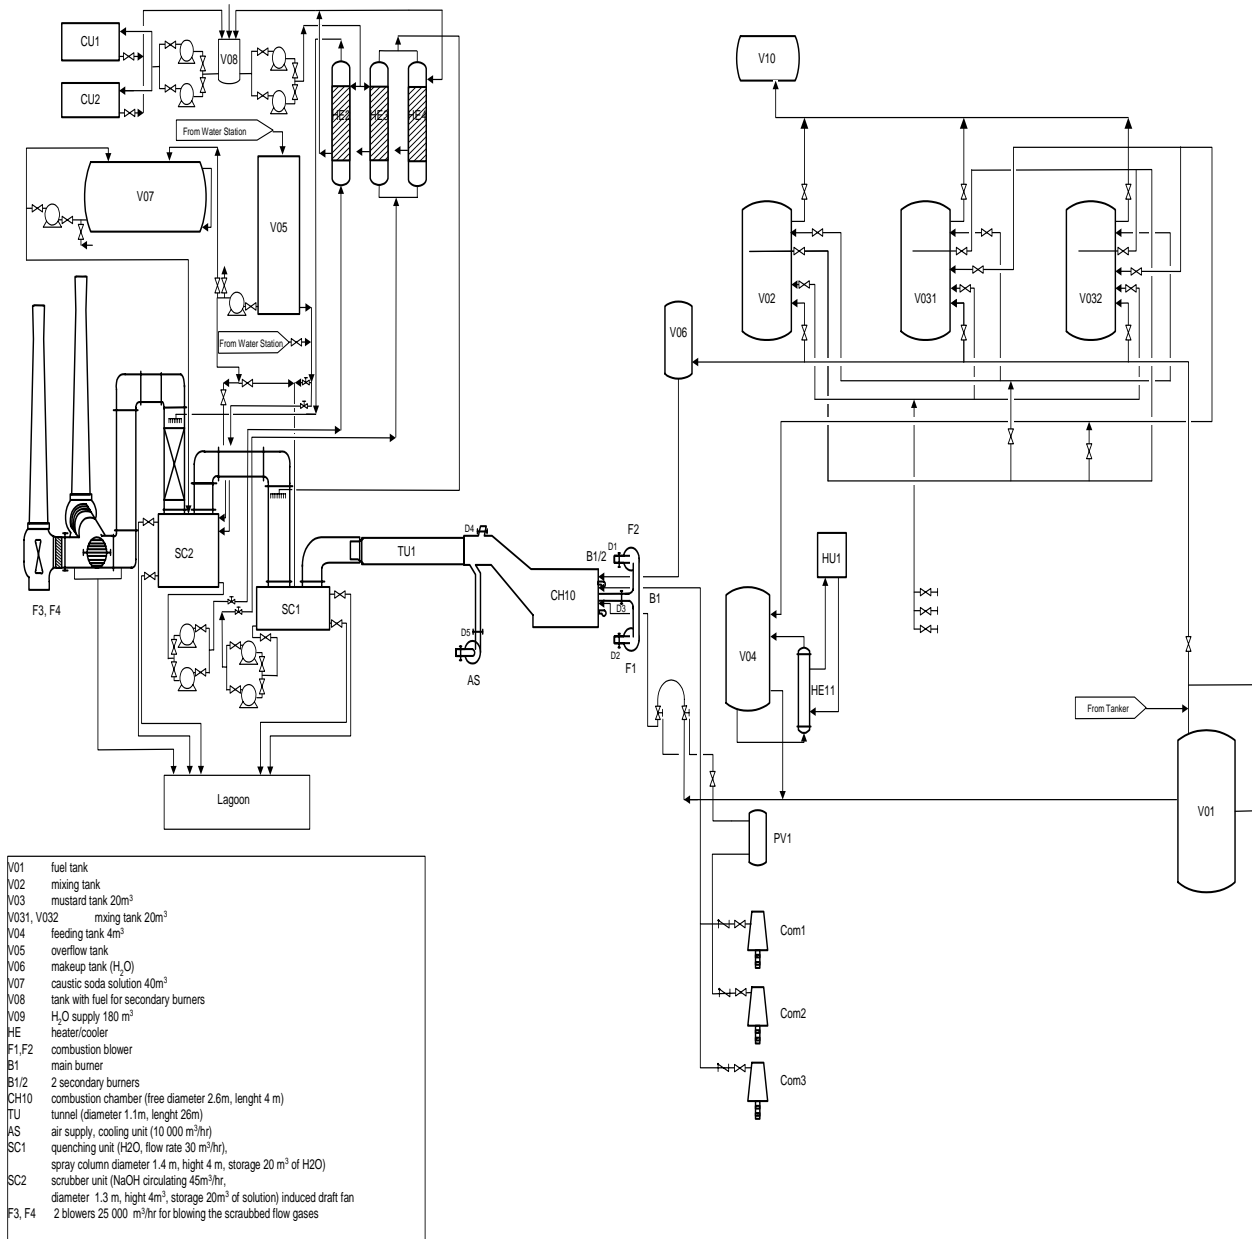 CU1
V08
CU2
V10
From Water Station
HE2
HE3
HE4
V07
V05
V02
V031
V032
V06
From Water Station
D4
F2
D1
B1/2
HU1
TU1
SC2
CH10
D3
B1
SC1
F3, F4
D5
D2
F1
AS
V04
HE11
From Tanker
Lagoon
V01
PV1
Com1
Com2
Com3
V01 fuel tank
V02 mixing tank
V03 mustard tank 20m³
V031, V032 mxing tank 20m³
V04 feeding tank 4m³
V05 overflow tank
V06 makeup tank (H₂O)
V07 caustic soda solution 40m³
V08 tank with fuel for secondary burners
V09 H₂O supply 180 m³
HE heater/cooler
F1,F2 combustion blower
B1 main burner
B1/2 2 secondary burners
CH10 combustion chamber (free diameter 2.6m, lenght 4 m)
TU tunnel (diameter 1.1m, lenght 26m)
AS air supply, cooling unit (10 000 m³/hr)
SC1 quenching unit (H2O, flow rate 30 m³/hr),
spray column diameter 1.4 m, hight 4 m, storage 20 m³ of H2O)
SC2 scrubber unit (NaOH circulating 45m³/hr,
diameter 1.3 m, hight 4m³, storage 20m³ of solution) induced draft fan
F3, F4 2 blowers 25 000 m³/hr for blowing the scraubbed flow gases